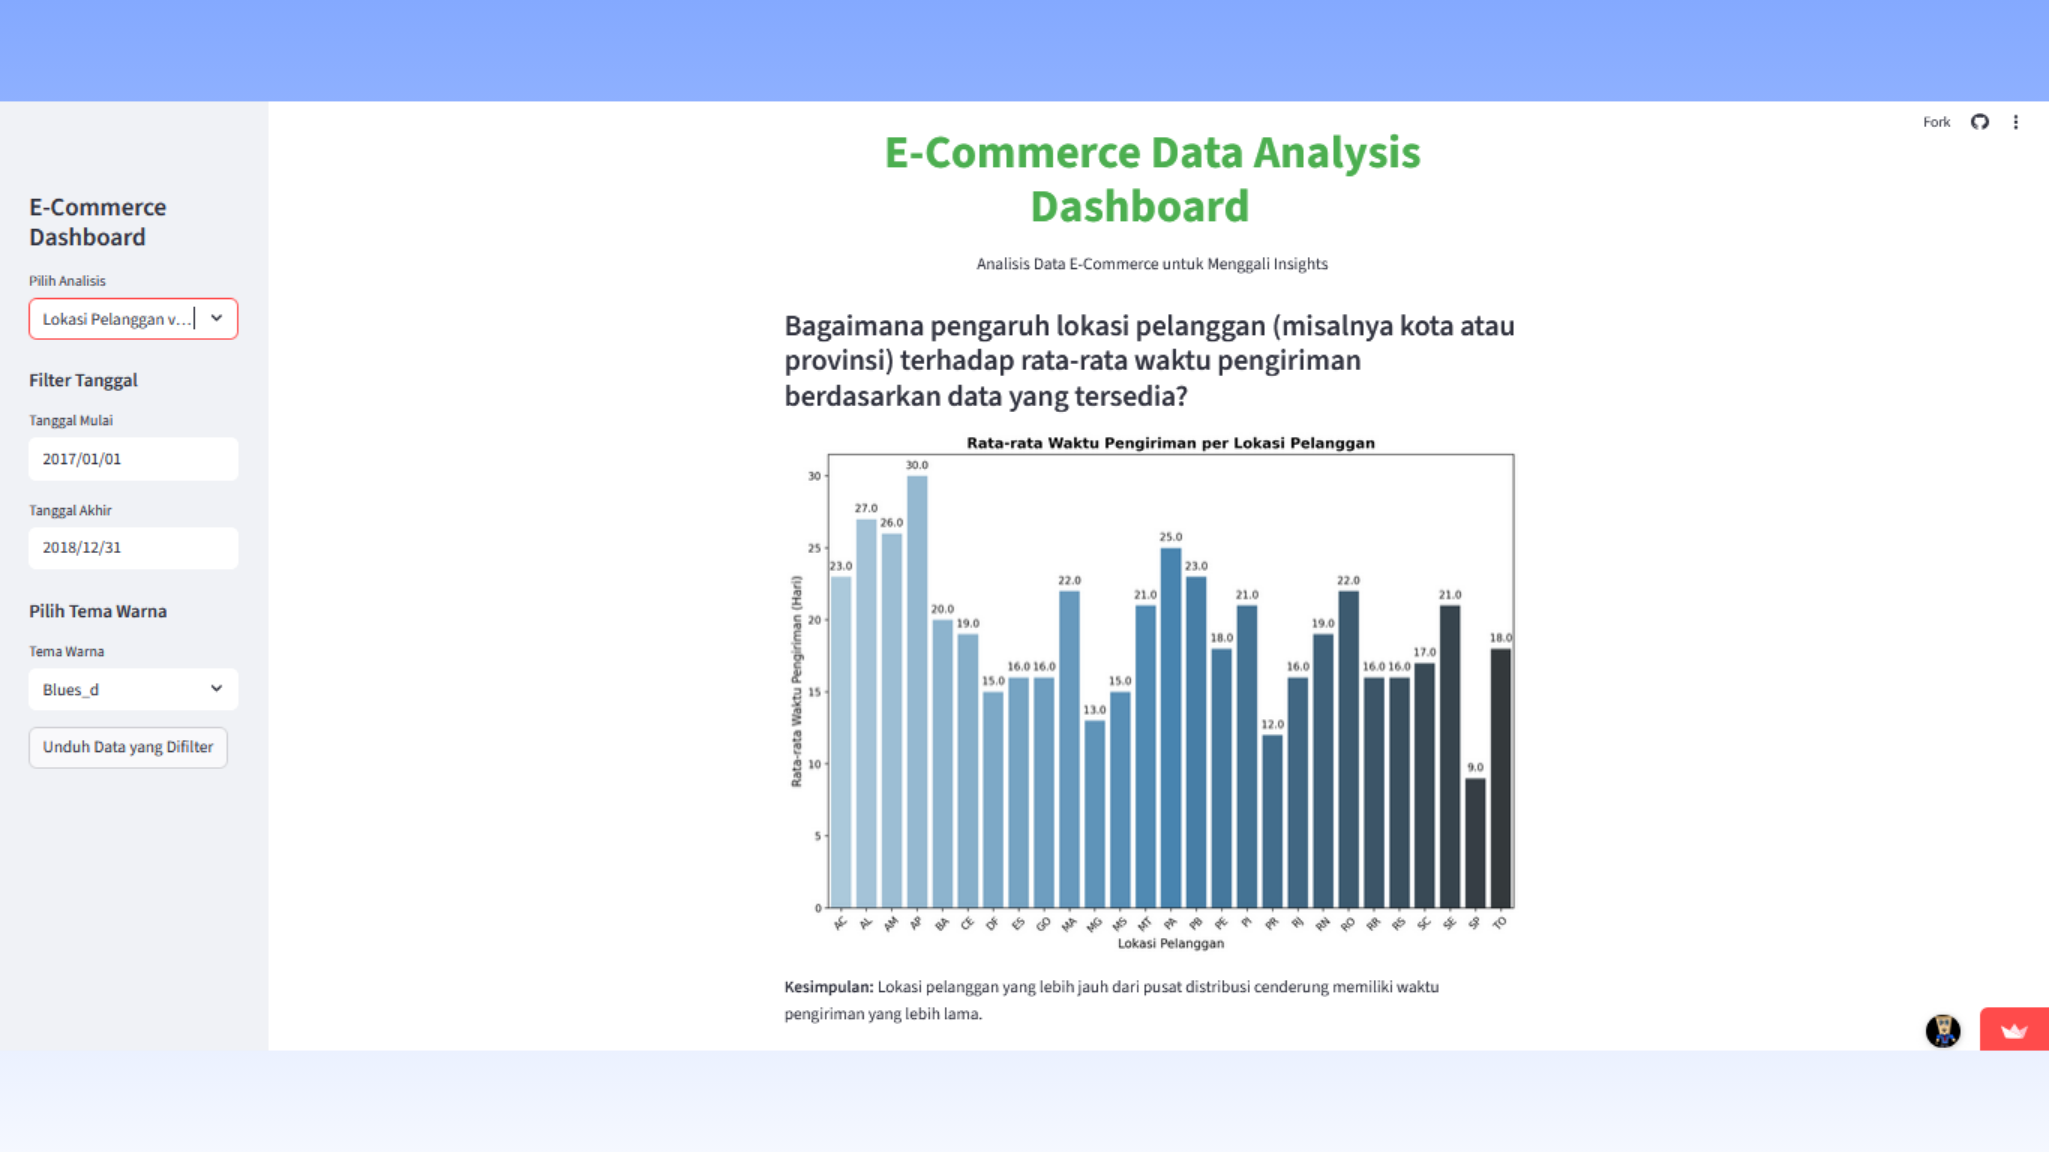 Fork
E-Commerce Data Analysis
Dashboard
Analisis Data E-Commerce untuk Menggali Insights
E-Commerce
Dashboard
Pilih Analisis
Lokasi Pelanggan v...
Filter Tanggal
Tanggal Mulai
2017/01/01
Tanggal Akhir
2018/12/31
Pilih Tema Warna
Tema Warna
Blues_d
Unduh Data yang Difilter
Bagaimana pengaruh lokasi pelanggan (misalnya kota atau
provinsi) terhadap rata-rata waktu pengiriman
berdasarkan data yang tersedia?
Rata-rata Waktu Pengiriman per Lokasi Pelanggan
Rata-rata Waktu Pengiriman (Hari)
30
25
20
15
10
5
0
23.0 27.0 26.0 30.0 20.0 19.0 15.0 16.0 16.0 22.0 13.0 15.0 21.0 25.0 23.0 18.0 21.0 12.0 16.0 19.0 22.0 16.0 16.0 17.0 21.0 9.0 18.0
AC AL AM AP BA CE DF ES GO MA MG MS MT PA PB PE PI PR RJ RN RO RR RS SC SE SP TO
Lokasi Pelanggan
Kesimpulan: Lokasi pelanggan yang lebih jauh dari pusat distribusi cenderung memiliki waktu
pengiriman yang lebih lama.